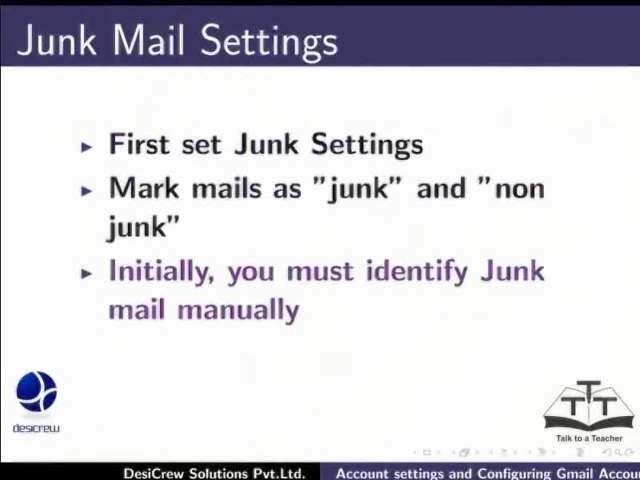 Junk Mail Settings
First set Junk Settings
Mark mails as "junk" and "non
junk"
Initially, you must identify Junk
mail manually
desicrew
TTT
Talk to a Teacher
DesiCrew Solutions Pvt.Ltd.
Account settings and Configuring Gmail Accou